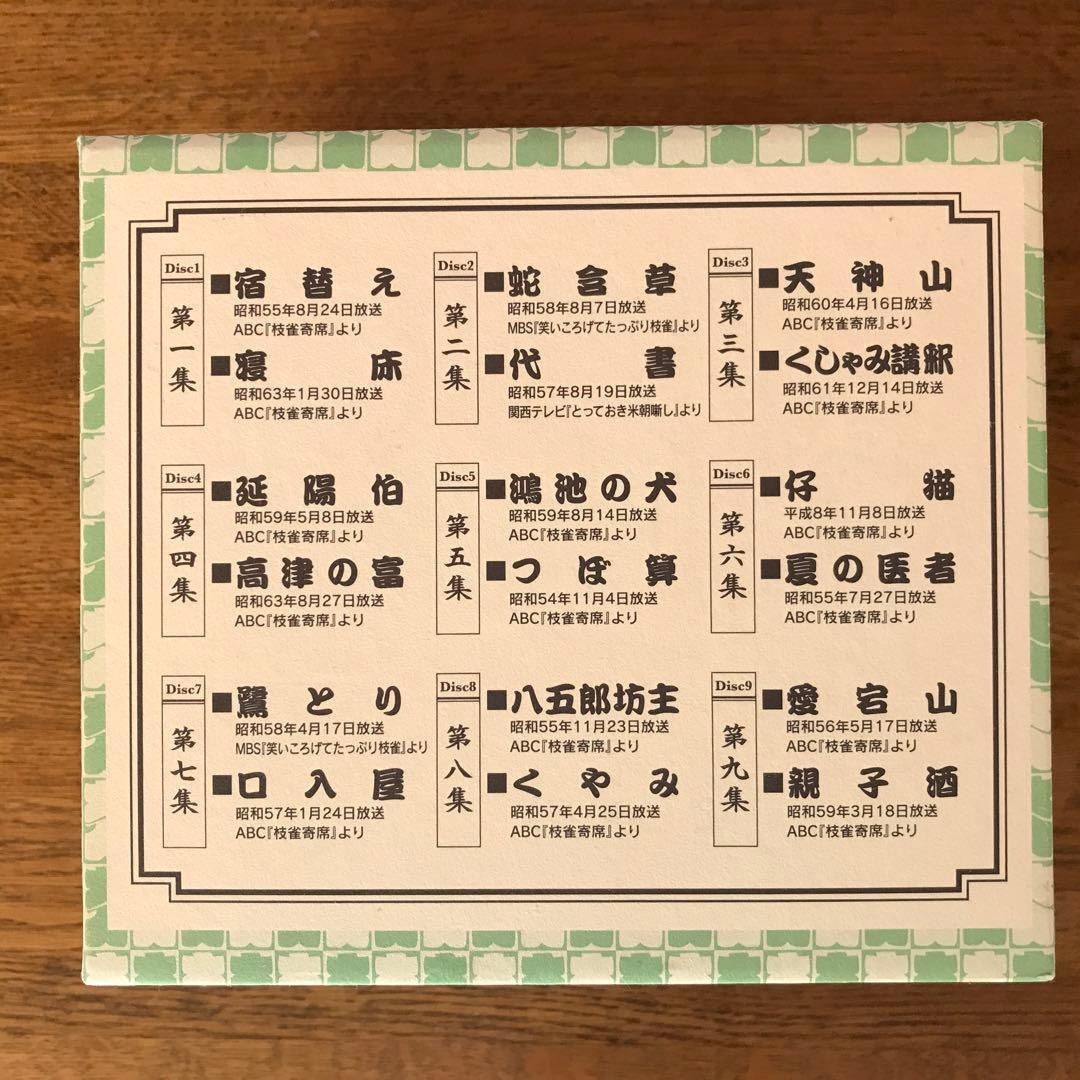 Disc1
第一集
■宿替え
昭和55年8月24日放送
ABC『枝雀寄席』より
■寝床
昭和63年1月30日放送
ABC『枝雀寄席』より
Disc2
第二集
■蛇含草
昭和58年8月7日放送
MBS『笑いころげてたっぷり枝雀』より
■代書
昭和57年8月19日放送
関西テレビ『とっておき米朝噺し』より
Disc3
第三集
■天神山
昭和60年4月16日放送
ABC『枝雀寄席』より
■くしゃみ講釈
昭和61年12月14日放送
ABC『枝雀寄席』より
Disc4
第四集
■延陽伯
昭和59年5月8日放送
ABC『枝雀寄席』より
■高津の富
昭和63年8月27日放送
ABC『枝雀寄席』より
Disc5
第五集
■鴻池の犬
昭和59年8月14日放送
ABC『枝雀寄席』より
■つぼ算
昭和54年11月4日放送
ABC『枝雀寄席』より
Disc6
第六集
■仔猫
平成8年11月8日放送
ABC『枝雀寄席』より
■夏の医者
昭和55年7月27日放送
ABC『枝雀寄席』より
Disc7
第七集
■鷺とり
昭和58年4月17日放送
MBS『笑いころげてたっぷり枝雀』より
■口入屋
昭和57年1月24日放送
ABC『枝雀寄席』より
Disc8
第八集
■八五郎坊主
昭和55年11月23日放送
ABC『枝雀寄席』より
■くやみ
昭和57年4月25日放送
ABC『枝雀寄席』より
Disc9
第九集
■愛宕山
昭和56年5月17日放送
ABC『枝雀寄席』より
■親子酒
昭和59年3月18日放送
ABC『枝雀寄席』より